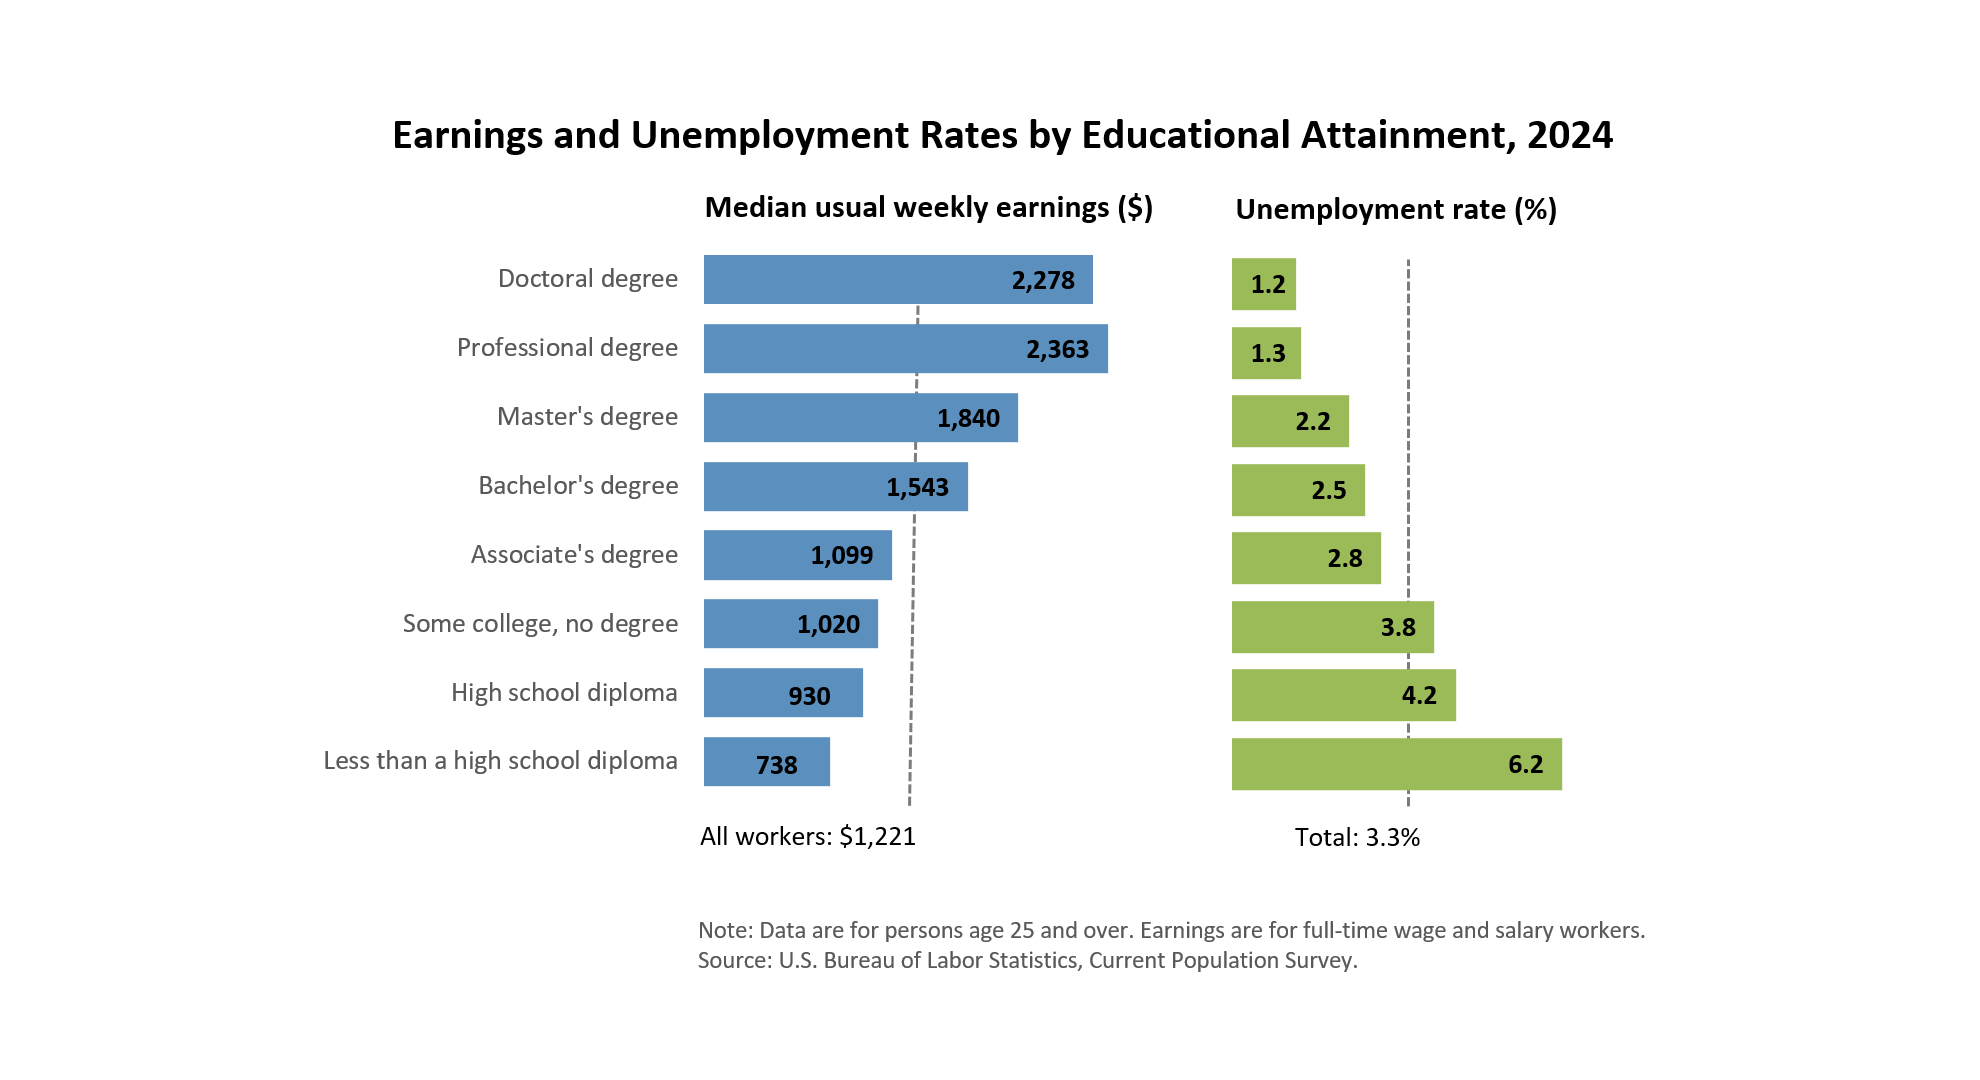 Earnings and Unemployment Rates by Educational Attainment, 2024
Median usual weekly earnings ($)
Unemployment rate (%)
Doctoral degree 2,278 1.2
Professional degree 2,363 1.3
Master's degree 1,840 2.2
Bachelor's degree 1,543 2.5
Associate's degree 1,099 2.8
Some college, no degree 1,020 3.8
High school diploma 930 4.2
Less than a high school diploma 738 6.2
All workers: $1,221
Total: 3.3%
Note: Data are for persons age 25 and over. Earnings are for full-time wage and salary workers.
Source: U.S. Bureau of Labor Statistics, Current Population Survey.